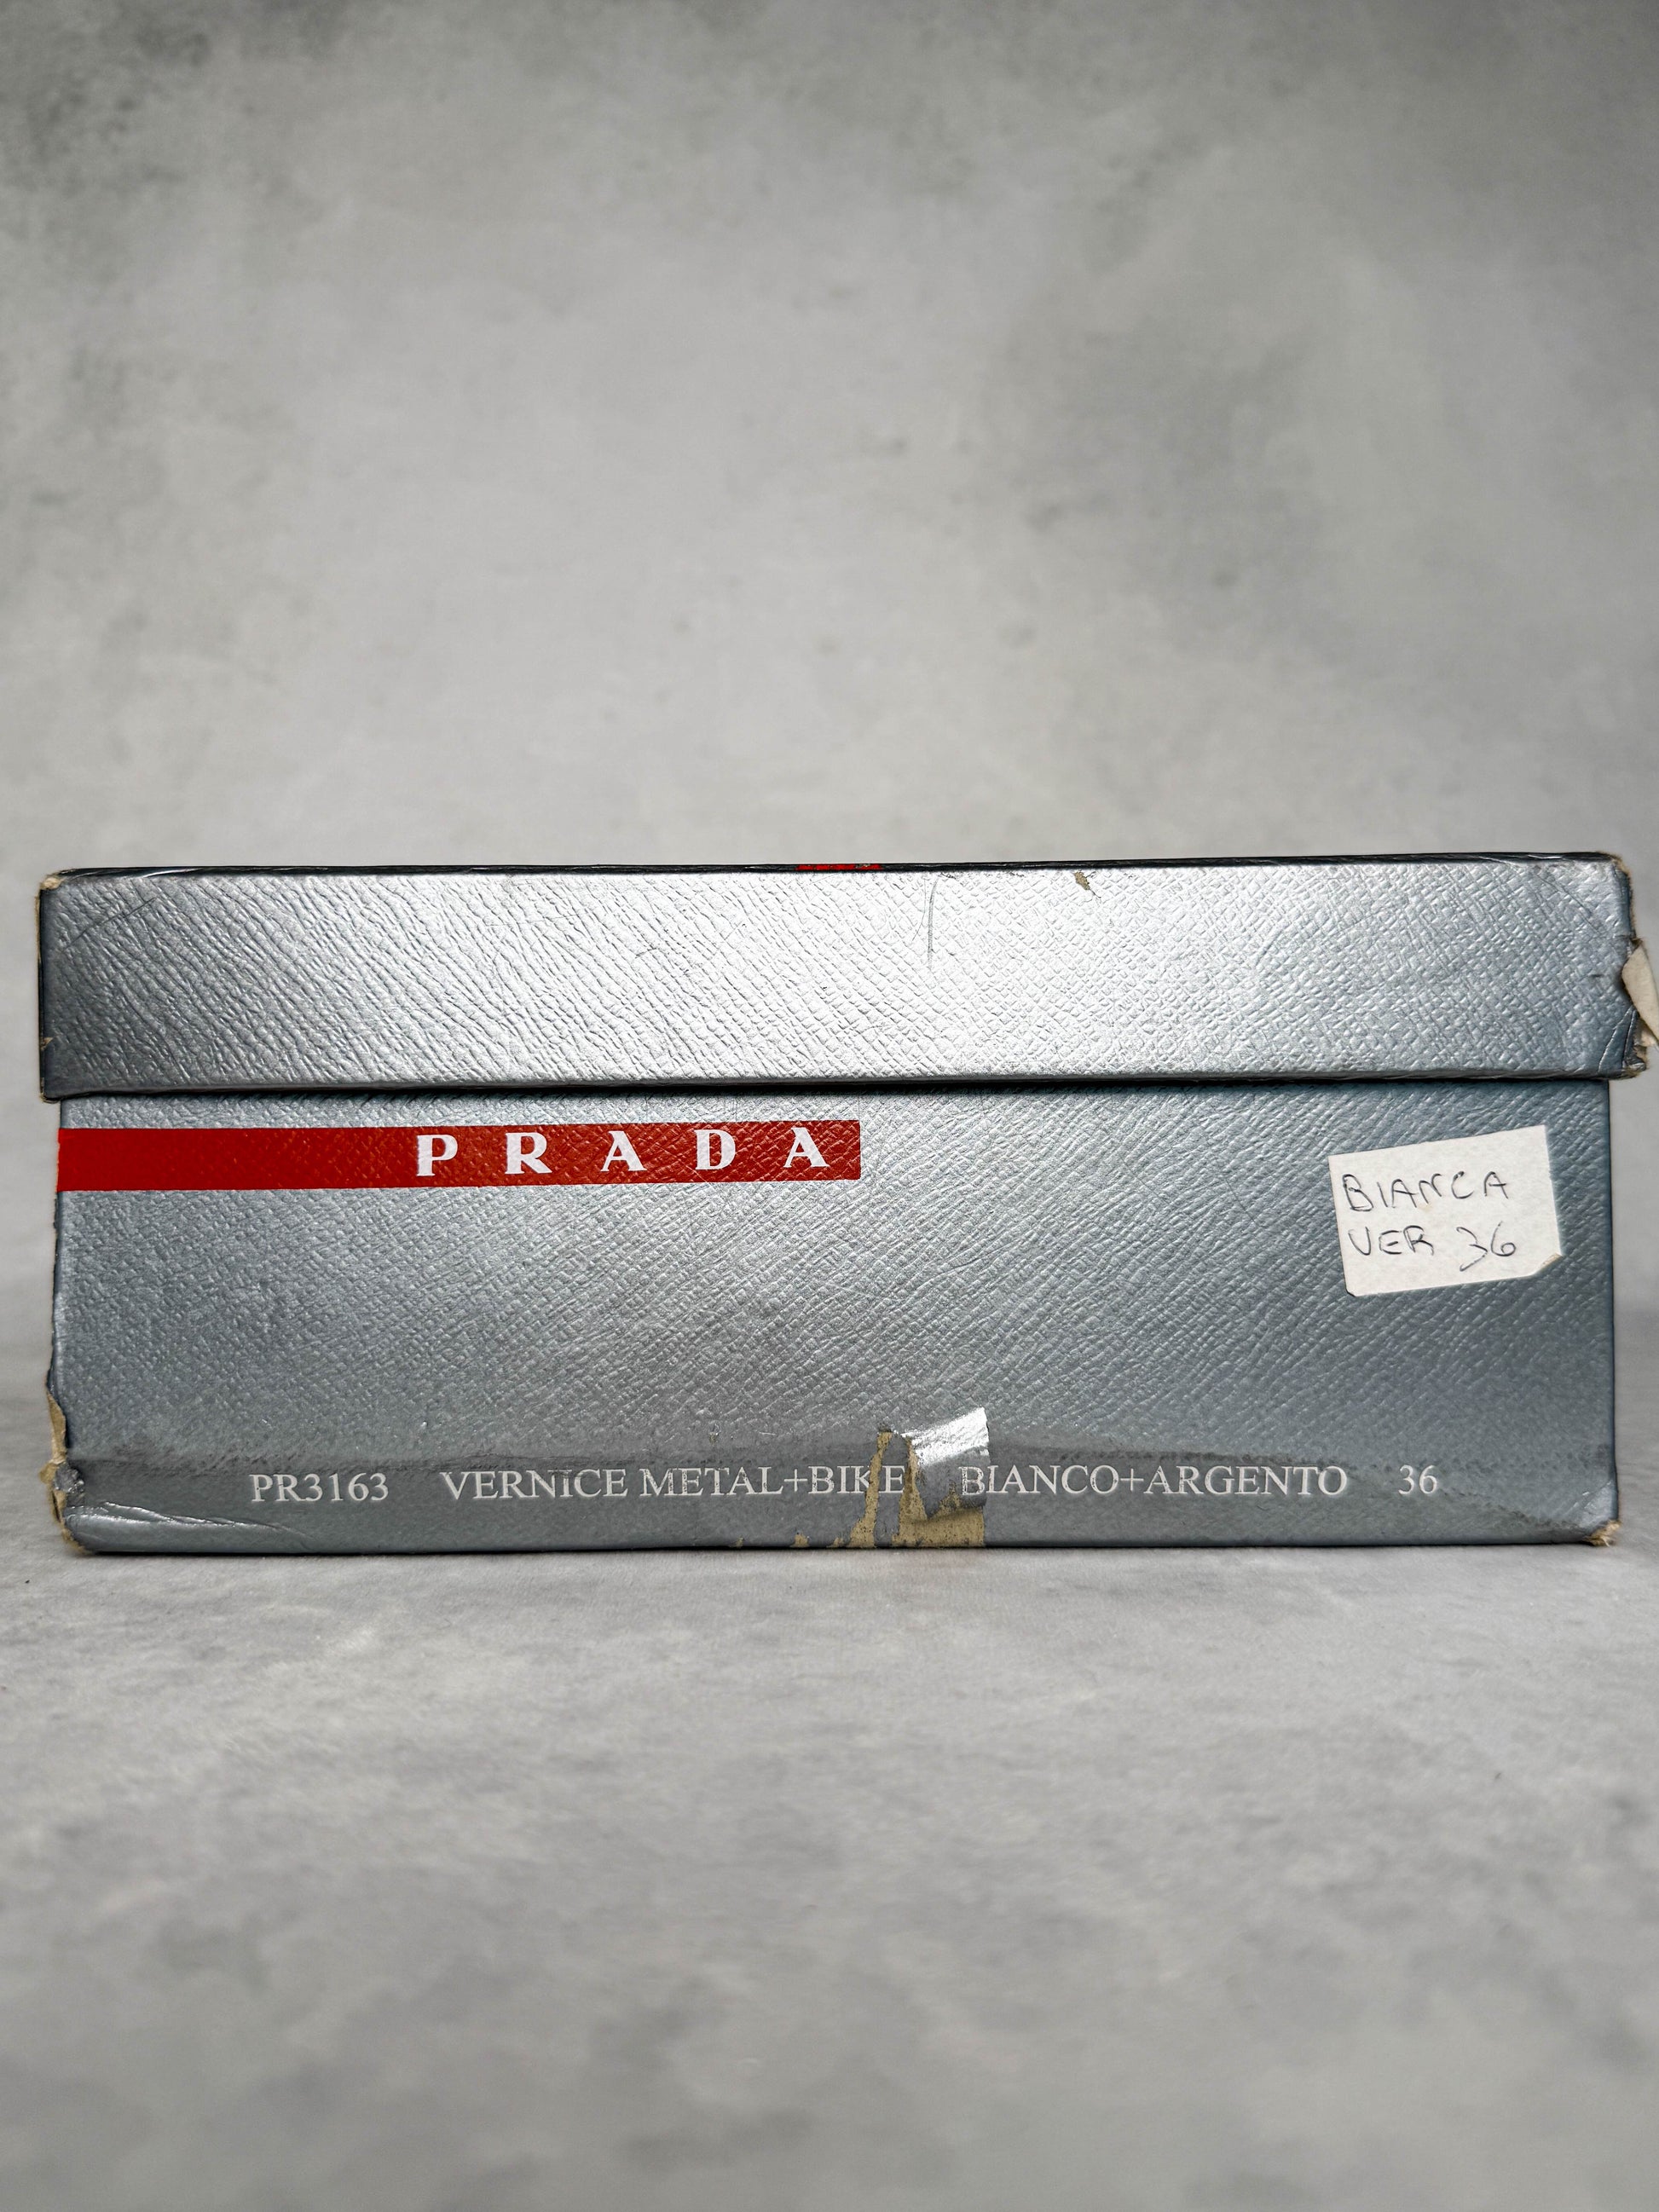 PRADA
BIANCA
VER 36
PR3163 VERNICE METAL+BIKE BIANCO+ARGENTO 36